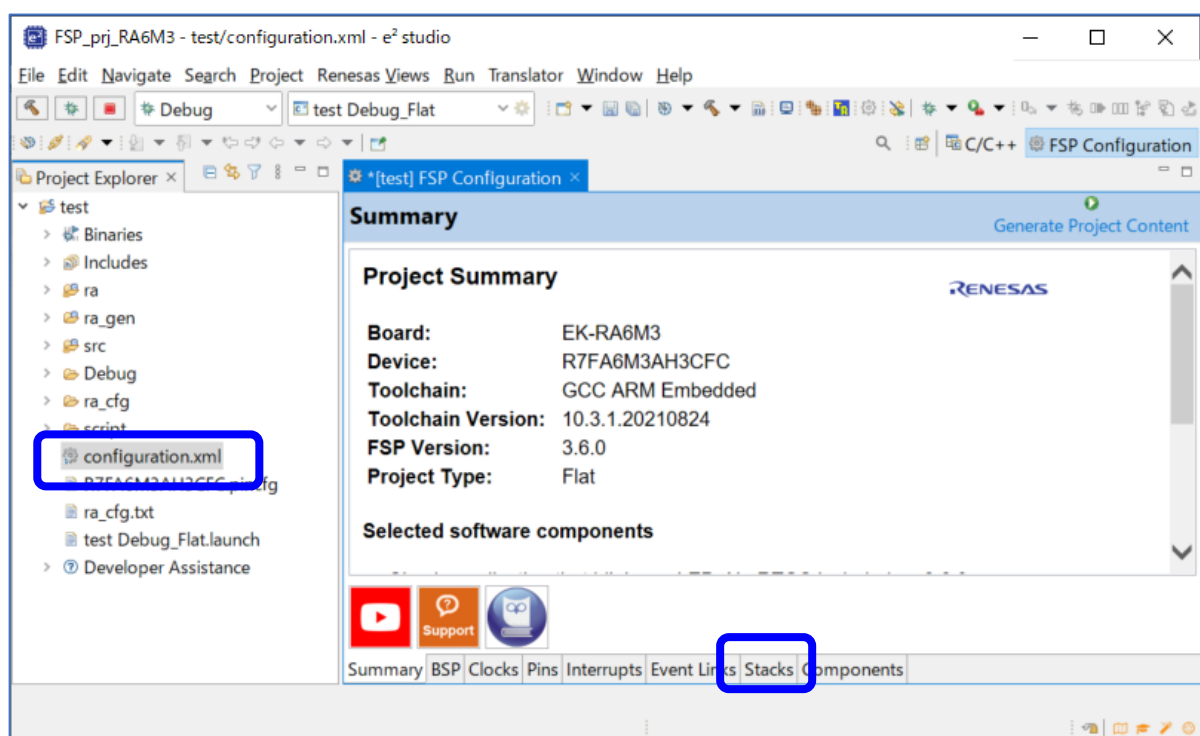 FSP_prj_RA6M3 - test/configuration.xml - e² studio
File Edit Navigate Search Project Renesas Views Run Translator Window Help
Debug
test Debug_Flat
C/C++
FSP Configuration
Project Explorer
*[test] FSP Configuration
test
Binaries
Includes
ra
ra_gen
src
Debug
ra_cfg
script
configuration.xml
R7FA6M3AH3CFC.pincfg
ra_cfg.txt
test Debug_Flat.launch
Developer Assistance
Summary
Generate Project Content
Project Summary
RENESAS
Board: EK-RA6M3
Device: R7FA6M3AH3CFC
Toolchain: GCC ARM Embedded
Toolchain Version: 10.3.1.20210824
FSP Version: 3.6.0
Project Type: Flat
Selected software components
Support
Summary BSP Clocks Pins Interrupts Event Links Stacks Components